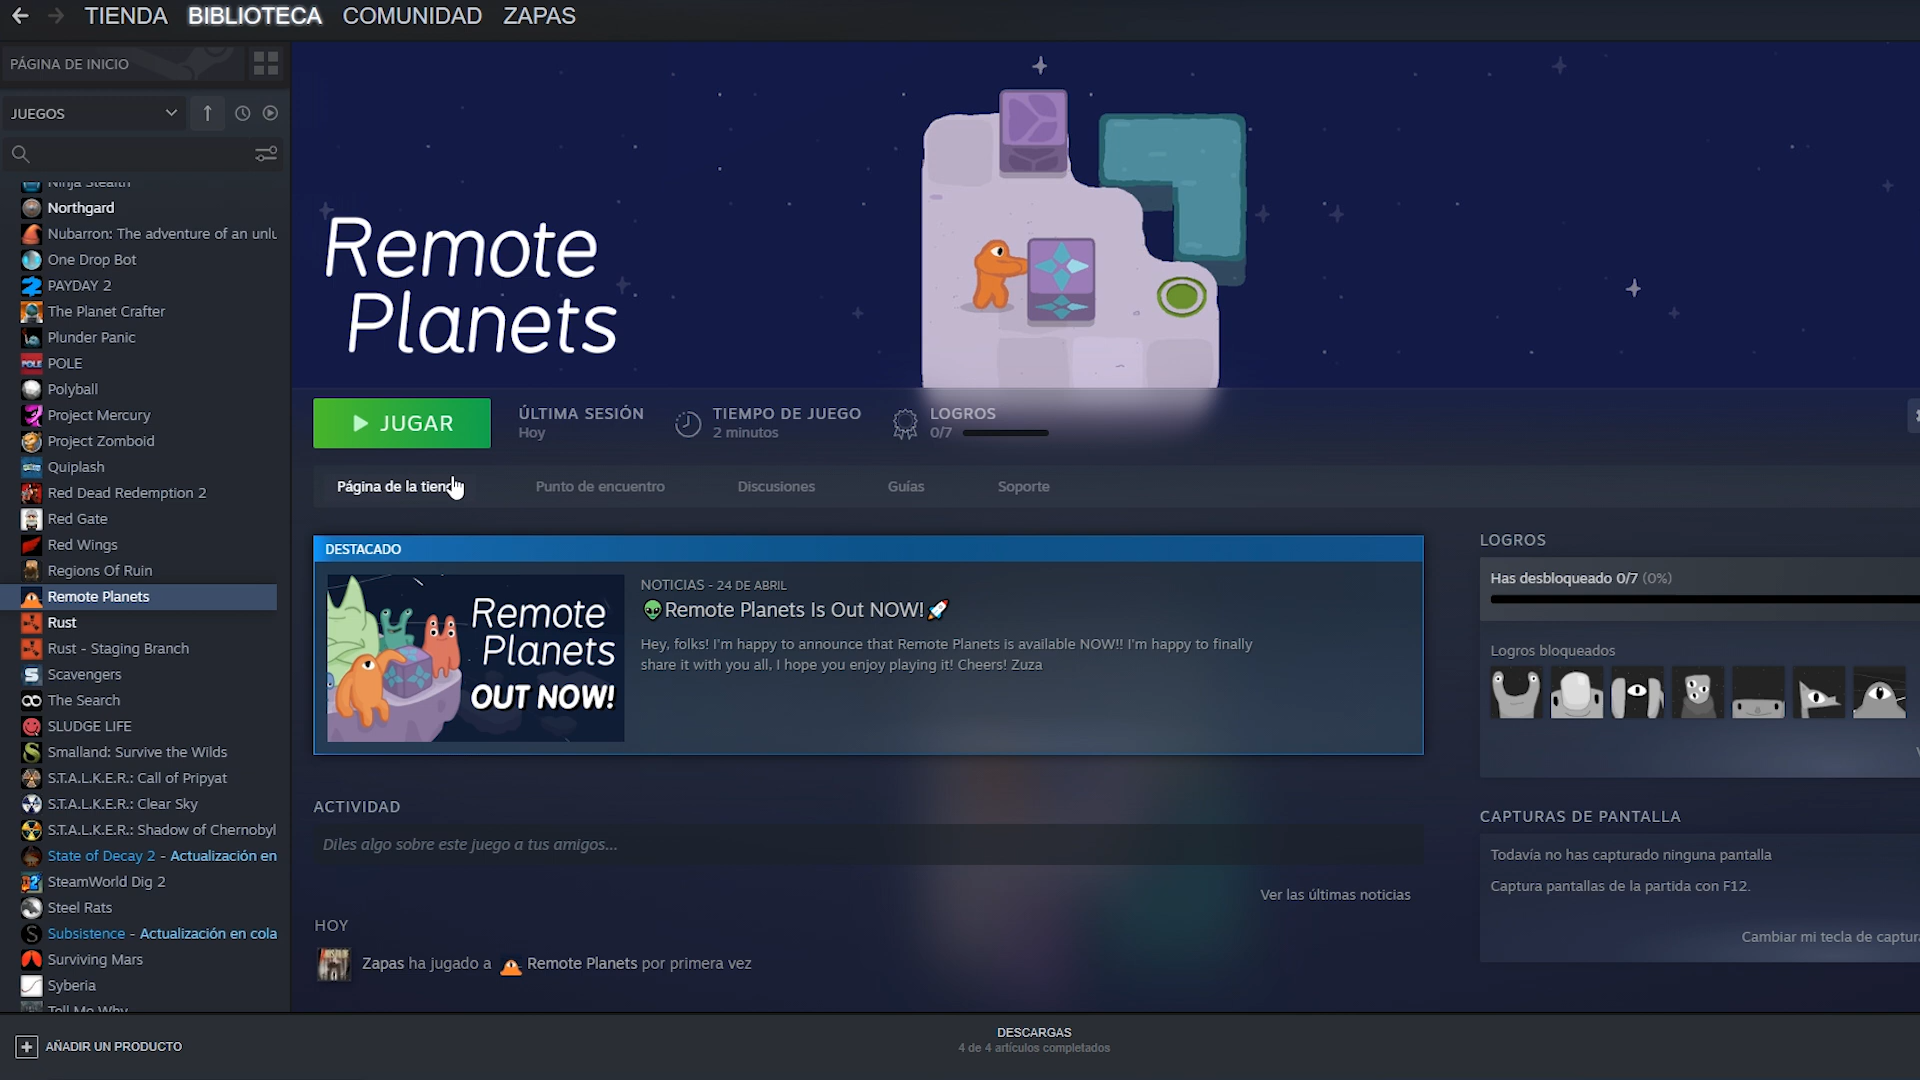 TIENDA BIBLIOTECA COMUNIDAD ZAPAS
PÁGINA DE INICIO
JUEGOS
Ninja Stealth
Northgard
Nubarron: The adventure of an unlu
One Drop Bot
PAYDAY 2
The Planet Crafter
Plunder Panic
POLE
Polyball
Project Mercury
Project Zomboid
Quiplash
Red Dead Redemption 2
Red Gate
Red Wings
Regions Of Ruin
Remote Planets
Rust
Rust - Staging Branch
Scavengers
The Search
SLUDGE LIFE
Smalland: Survive the Wilds
S.T.A.L.K.E.R.: Call of Pripyat
S.T.A.L.K.E.R.: Clear Sky
S.T.A.L.K.E.R.: Shadow of Chernobyl
State of Decay 2 - Actualización en
SteamWorld Dig 2
Steel Rats
Subsistence - Actualización en cola
Surviving Mars
Syberia
Tell Me Why
AÑADIR UN PRODUCTO
Remote
Planets
JUGAR
ÚLTIMA SESIÓN
Hoy
TIEMPO DE JUEGO
2 minutos
LOGROS
0/7
Página de la tienda
Punto de encuentro
Discusiones
Guías
Soporte
DESTACADO
Remote
Planets
OUT NOW!
NOTICIAS - 24 DE ABRIL
👽Remote Planets Is Out NOW!🚀
Hey, folks! I'm happy to announce that Remote Planets is available NOW!! I'm happy to finally
share it with you all, I hope you enjoy playing it! Cheers! Zuza
ACTIVIDAD
Diles algo sobre este juego a tus amigos...
Ver las últimas noticias
HOY
Zapas ha jugado a Remote Planets por primera vez
LOGROS
Has desbloqueado 0/7 (0%)
Logros bloqueados
CAPTURAS DE PANTALLA
Todavía no has capturado ninguna pantalla
Captura pantallas de la partida con F12.
Cambiar mi tecla de captura
DESCARGAS
4 de 4 artículos completados